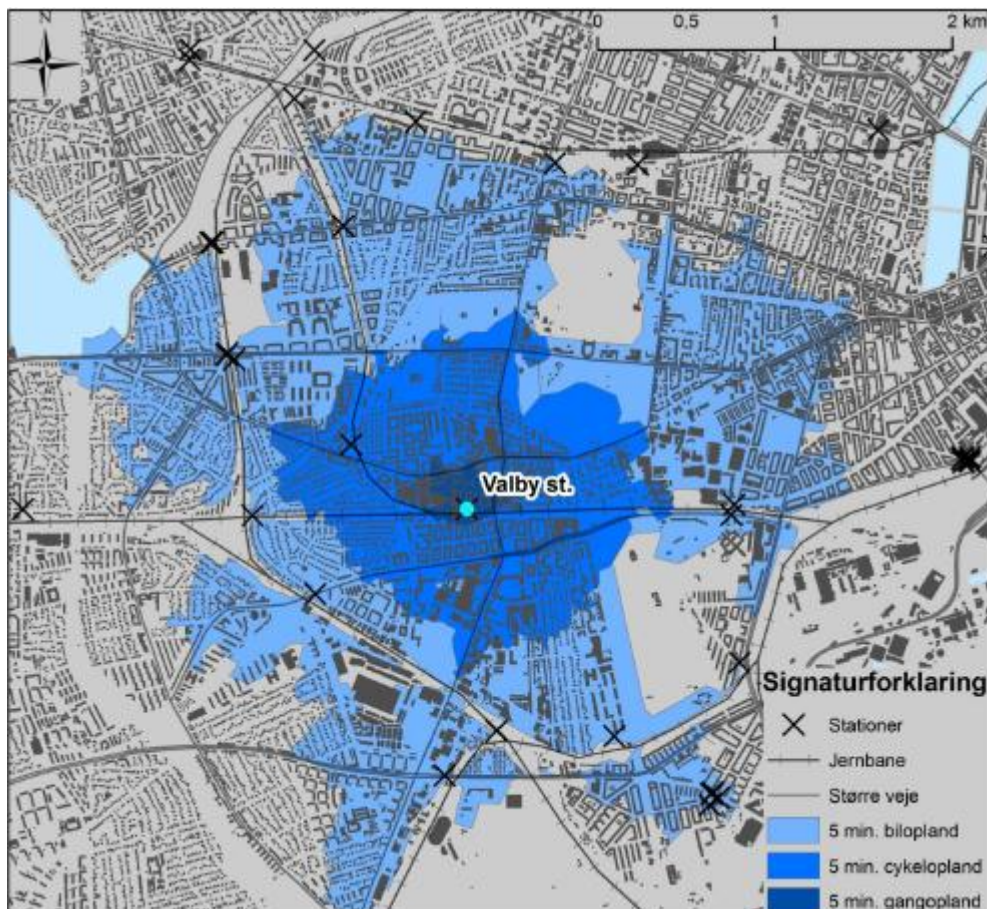 N
0 0,5 1 2 km
Valby st.
Signaturforklaring
Stationer
Jernbane
Større veje
5 min. bilopland
5 min. cykelopland
5 min. gangopland